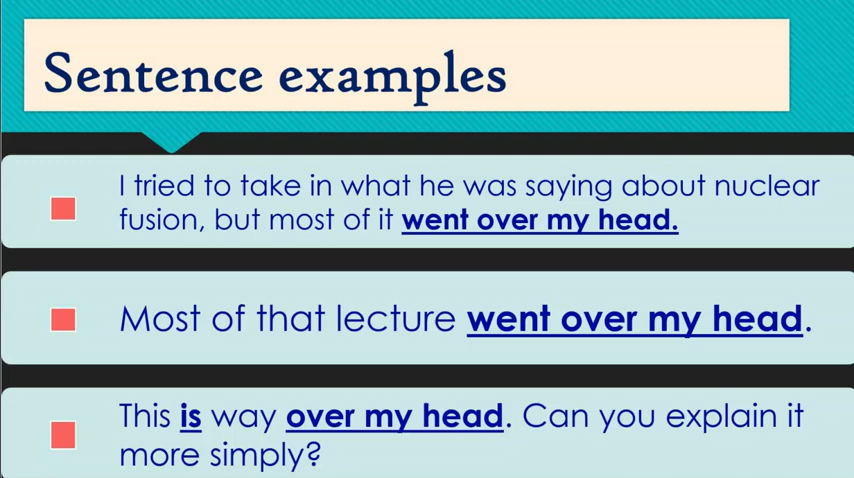 Sentence examples
I tried to take in what he was saying about nuclear
fusion, but most of it went over my head.
Most of that lecture went over my head.
This is way over my head. Can you explain it
more simply?